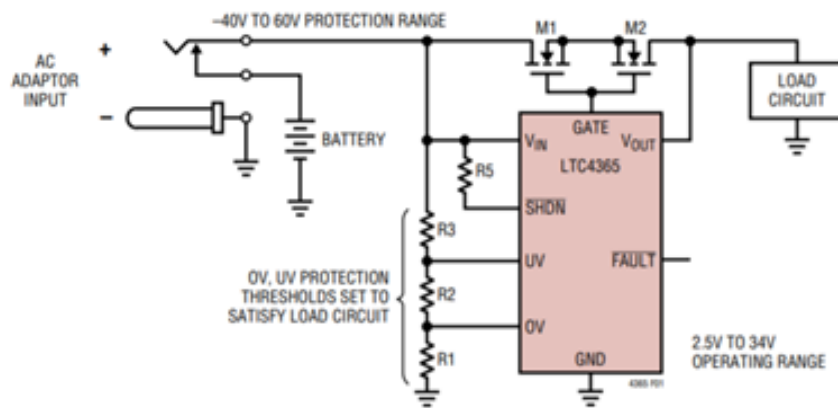 –40V TO 60V PROTECTION RANGE
M1
M2
AC
ADAPTOR
INPUT
+
–
BATTERY
LOAD
CIRCUIT
GATE
VIN
VOUT
LTC4365
R5
SHDN
R3
UV
FAULT
R2
OV, UV PROTECTION
THRESHOLDS SET TO
SATISFY LOAD CIRCUIT
OV
R1
GND
2.5V TO 34V
OPERATING RANGE
4365 F01